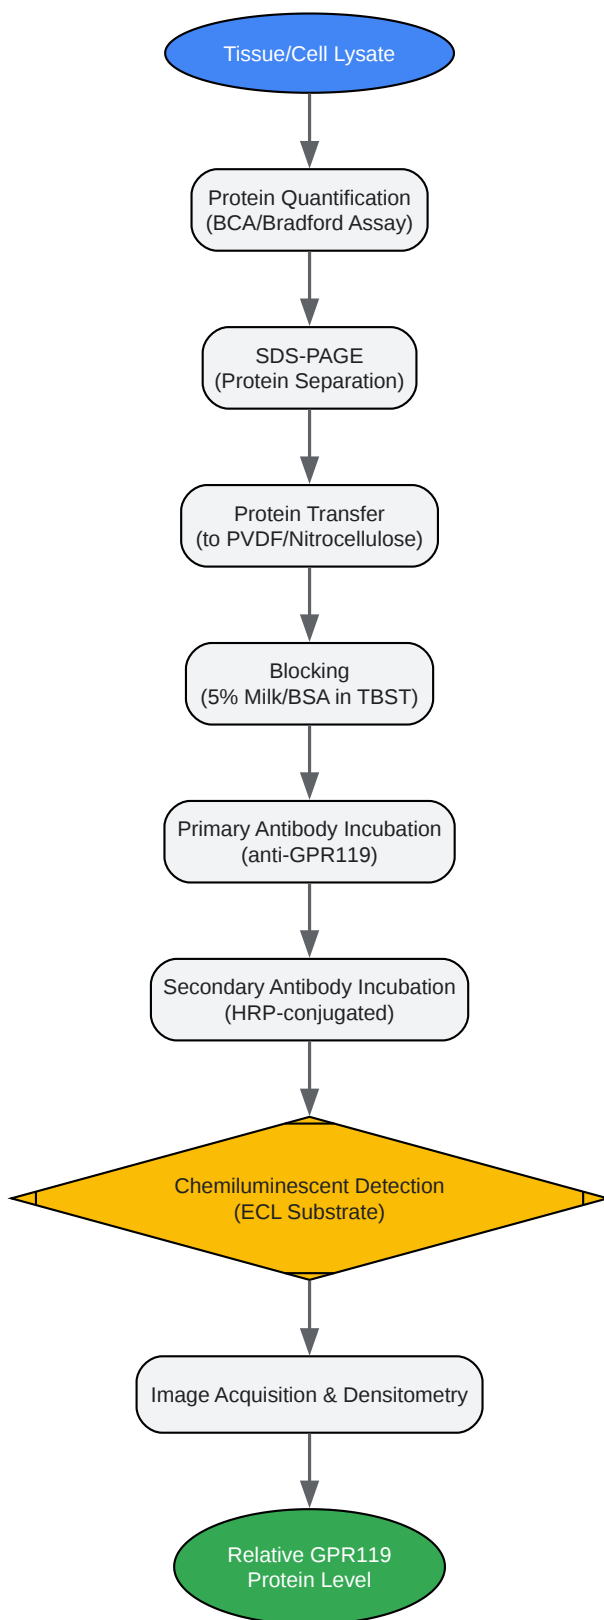 Tissue/Cell Lysate
Protein Quantification
(BCA/Bradford Assay)
SDS-PAGE
(Protein Separation)
Protein Transfer
(to PVDF/Nitrocellulose)
Blocking
(5% Milk/BSA in TBST)
Primary Antibody Incubation
(anti-GPR119)
Secondary Antibody Incubation
(HRP-conjugated)
Chemiluminescent Detection
(ECL Substrate)
Image Acquisition & Densitometry
Relative GPR119
Protein Level